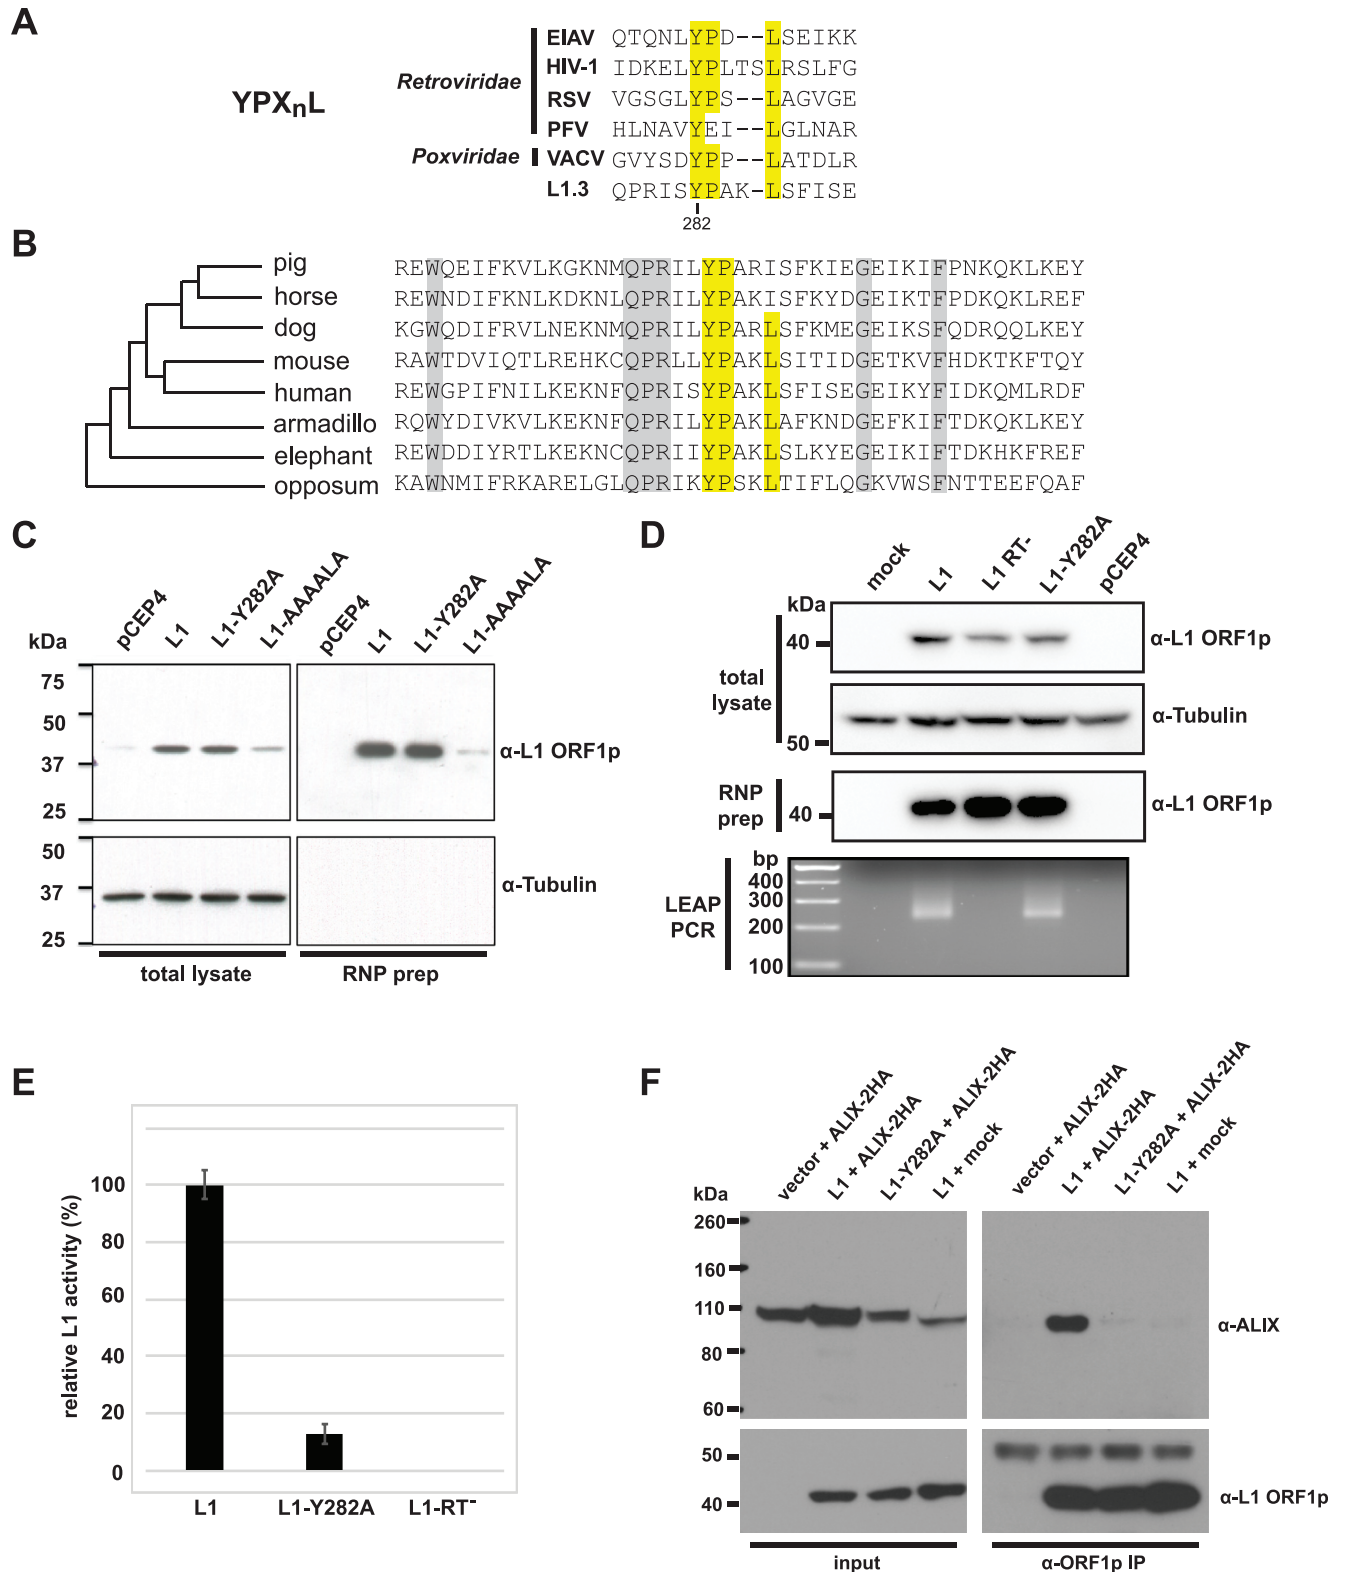 A
YPXnL
Retroviridae
Poxviridae
EIAV QTQNLYPD--LSEIKK
HIV-1 IDKELYPLTSLRSLFG
RSV VGSGLYPS--LAGVGE
PFV HLNAVYEI--LGLNAR
VACV GVYSDYPP--LATDLR
L1.3 QPRISYPAK-LSFISE
282
B
pig REWQEIFKVLKGKNMQPRILYPARISFKIEGEIKIFPNKQKLKEY
horse REWNDIFKNLKDKNLQPRILYPAKISFKYDGEIKTFPDKQKLREF
dog KGWQDIFRVLNEKNMQPRILYPARLSFKMEGEIKSFQDRQQLKEY
mouse RAWTDVIQTLREHKCQPRLLYPAKLSITIDGETKVFHDKTKFTQY
human REWGPIFNILKEKNFQPRISYPAKLSFISEGEIKYFIDKQMLRDF
armadillo RQWYDIVKVLKEKNFQPRILYPAKLAFKNDGEFKIFTDKQKLKEY
elephant REWDDIYRTLKEKNCQPRIIYPAKLSLKYEGEIKIFTDKHKFREF
opposum KAWNMIFRKARELGLQPRIKYPSKLTIFLQGKVWSFNTTEEFQAF
C
kDa
pCEP4
L1
L1-Y282A
L1-AAAALA
pCEP4
L1
L1-Y282A
L1-AAAALA
75
50
37
25
α-L1 ORF1p
50
37
25
α-Tubulin
total lysate
RNP prep
D
mock
L1
L1 RT-
L1-Y282A
pCEP4
kDa
40
α-L1 ORF1p
total
lysate
α-Tubulin
50
RNP
prep
40
α-L1 ORF1p
LEAP
PCR
bp
400
300
200
100
E
relative L1 activity (%)
100
80
60
40
20
0
L1
L1-Y282A
L1-RT-
F
vector + ALIX-2HA
L1 + ALIX-2HA
L1-Y282A + ALIX-2HA
L1 + mock
vector + ALIX-2HA
L1 + ALIX-2HA
L1-Y282A + ALIX-2HA
L1 + mock
kDa
260
160
110
80
60
α-ALIX
50
40
α-L1 ORF1p
input
α-ORF1p IP